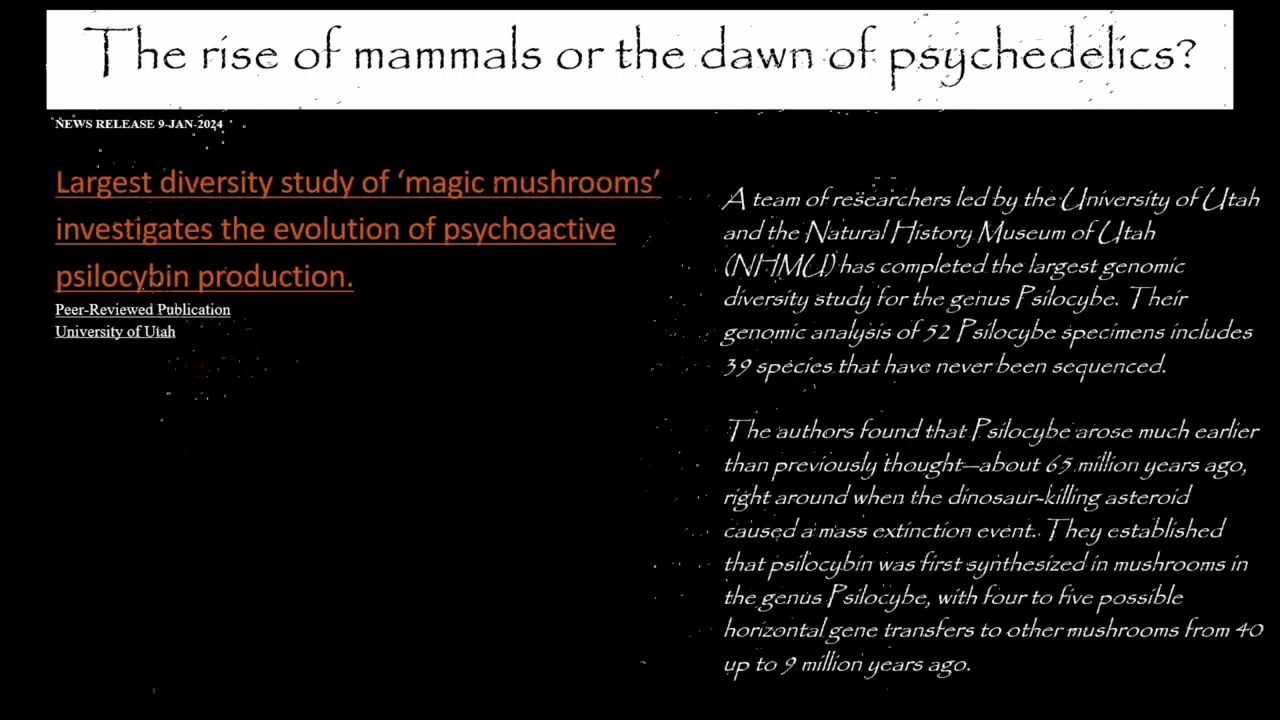 The rise of mammals or the dawn of psychedelics?
NEWS RELEASE 9-JAN-2024
Largest diversity study of ‘magic mushrooms’
investigates the evolution of psychoactive
psilocybin production.
Peer-Reviewed Publication
University of Utah
A team of researchers led by the University of Utah
and the Natural History Museum of Utah
(NHMU) has completed the largest genomic
diversity study for the genus Psilocybe. Their
genomic analysis of 52 Psilocybe specimens includes
39 species that have never been sequenced.
The authors found that Psilocybe arose much earlier
than previously thought—about 65 million years ago,
right around when the dinosaur-killing asteroid
caused a mass extinction event. They established
that psilocybin was first synthesized in mushrooms in
the genus Psilocybe, with four to five possible
horizontal gene transfers to other mushrooms from 40
up to 9 million years ago.